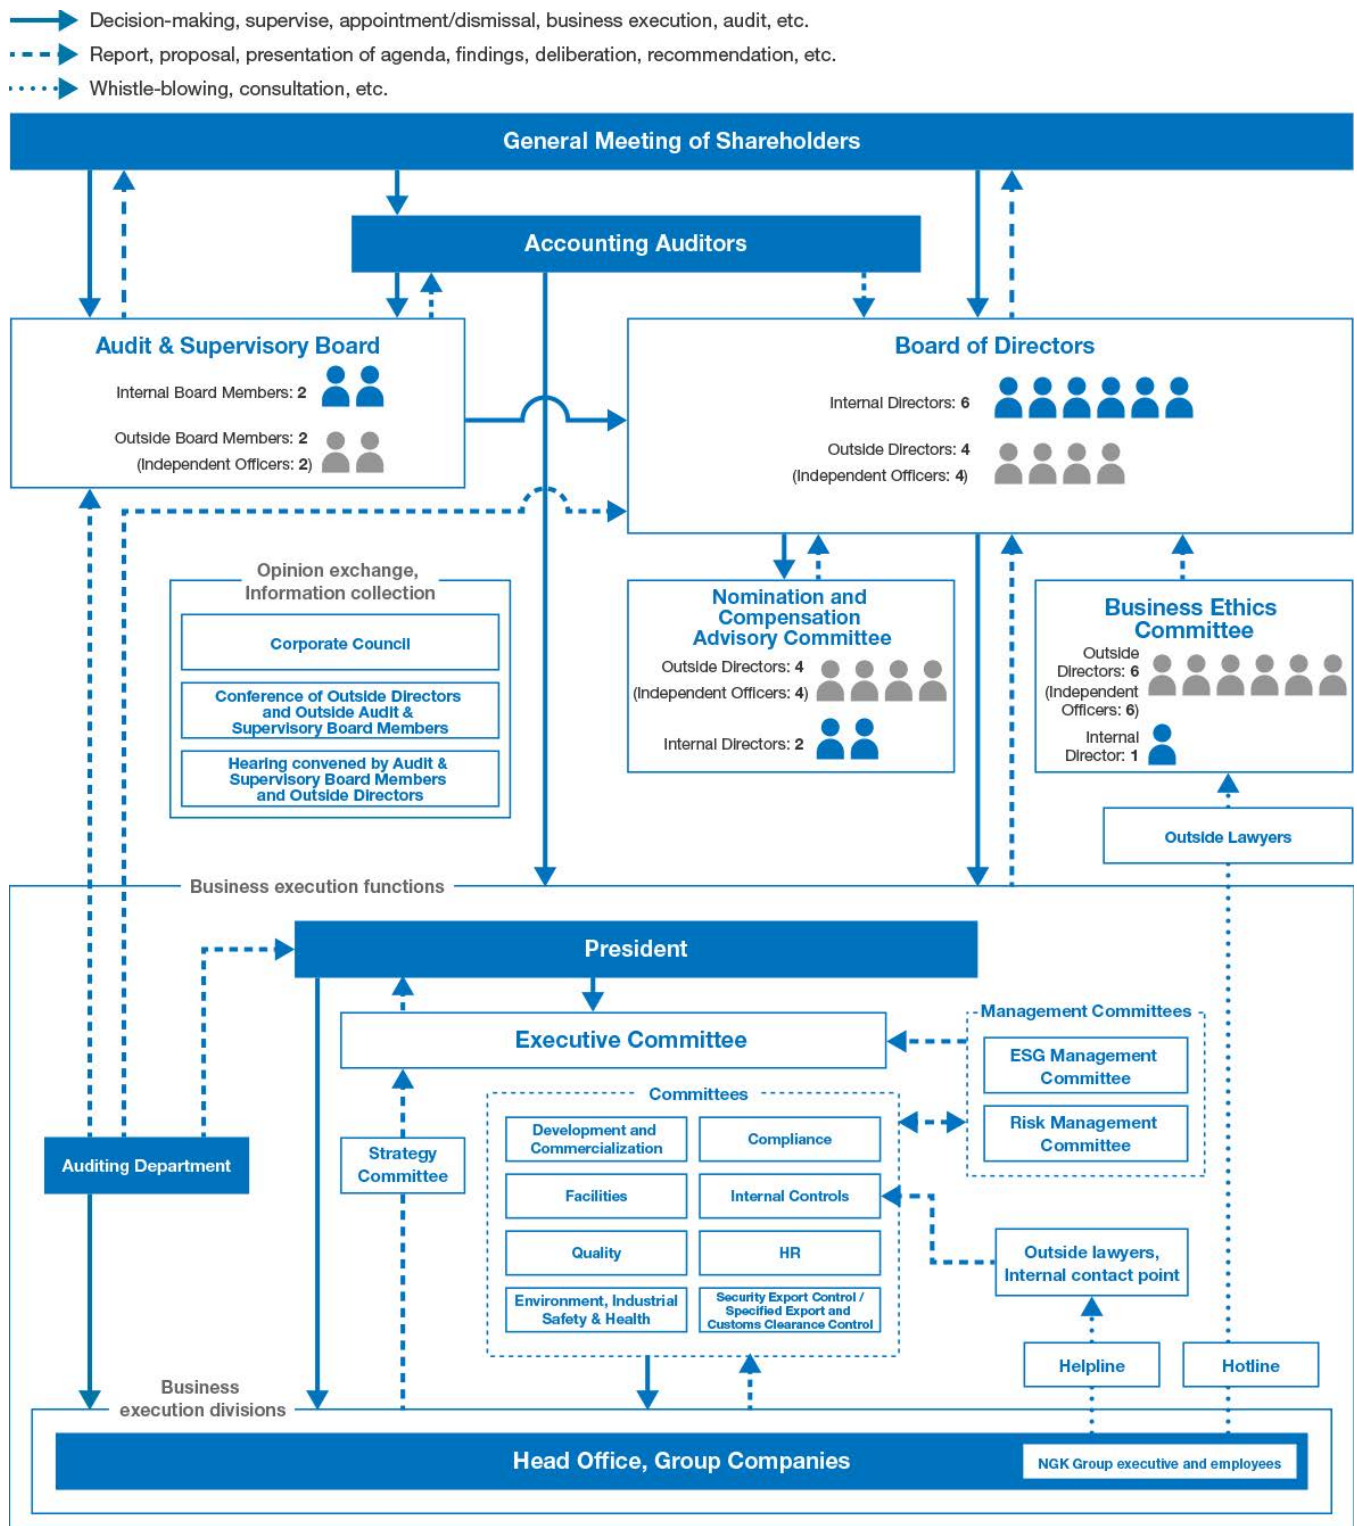 Decision-making, supervise, appointment/dismissal, business execution, audit, etc.
Report, proposal, presentation of agenda, findings, deliberation, recommendation, etc.
Whistle-blowing, consultation, etc.
General Meeting of Shareholders
Accounting Auditors
Audit & Supervisory Board
Internal Board Members: 2
Outside Board Members: 2
(Independent Officers: 2)
Board of Directors
Internal Directors: 6
Outside Directors: 4
(Independent Officers: 4)
Opinion exchange,
Information collection
Corporate Council
Conference of Outside Directors
and Outside Audit &
Supervisory Board Members
Hearing convened by Audit &
Supervisory Board Members
and Outside Directors
Nomination and
Compensation
Advisory Committee
Outside Directors: 4
(Independent Officers: 4)
Internal Directors: 2
Business Ethics
Committee
Outside
Directors: 6
(Independent
Officers: 6)
Internal
Director: 1
Outside Lawyers
Business execution functions
President
Executive Committee
Management Committees
ESG Management
Committee
Risk Management
Committee
Committees
Development and
Commercialization
Compliance
Facilities
Internal Controls
Quality
HR
Environment, Industrial
Safety & Health
Security Export Control /
Specified Export and
Customs Clearance Control
Auditing Department
Strategy
Committee
Outside lawyers,
Internal contact point
Helpline
Hotline
Business
execution divisions
Head Office, Group Companies
NGK Group executive and employees